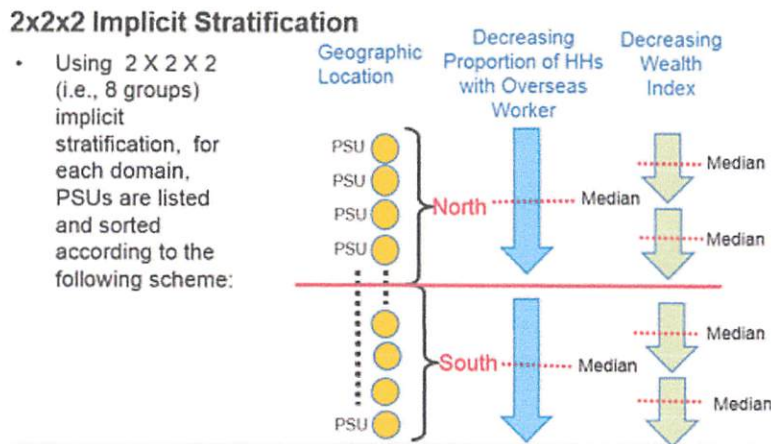 2x2x2 Implicit Stratification
• Using 2 X 2 X 2
(i.e., 8 groups)
implicit
stratification, for
each domain,
PSUs are listed
and sorted
according to the
following scheme:
Geographic
Location
Decreasing
Proportion of HHs
with Overseas
Worker
Decreasing
Wealth
Index
PSU
PSU
PSU
PSU
North
Median
Median
Median
PSU
South
Median
Median
Median